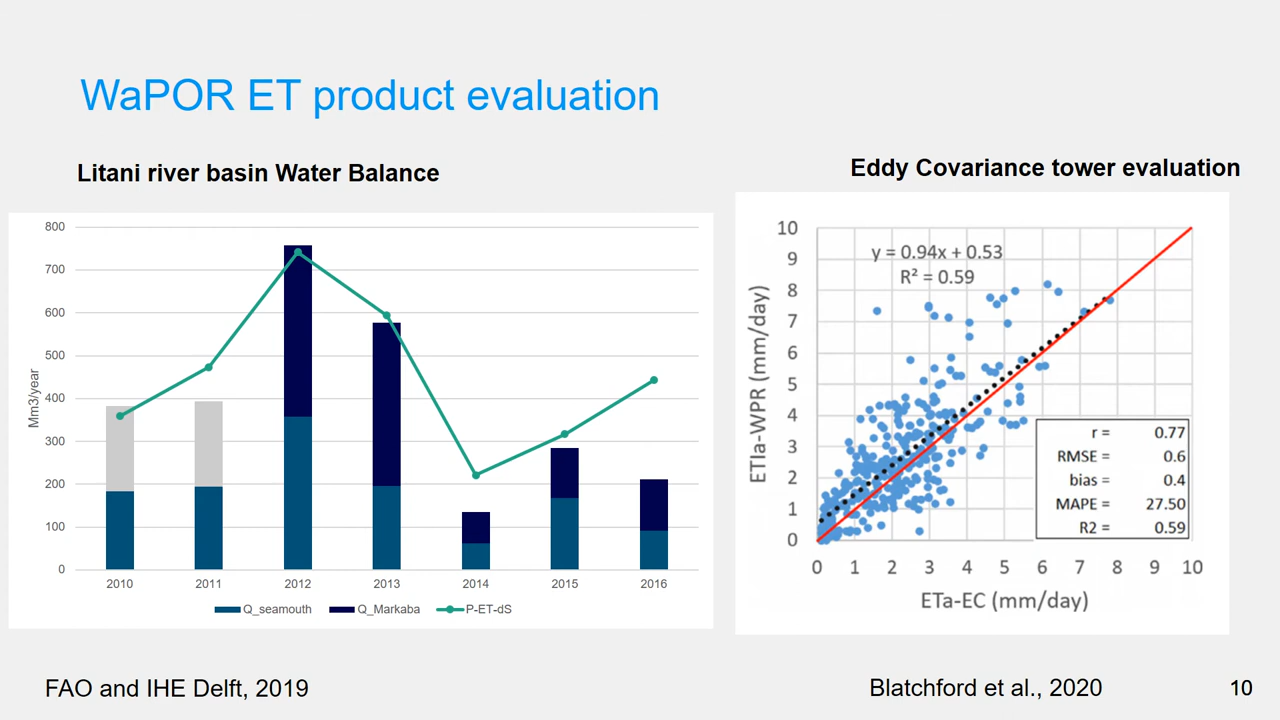 WaPOR ET product evaluation
Litani river basin Water Balance
Eddy Covariance tower evaluation
800
700
600
500
400
300
200
100
0
Mm3/year
2010 2011 2012 2013 2014 2015 2016
Q_seamouth Q_Markaba P-ET-dS
10
9
8
7
6
5
4
3
2
1
0
ETIa-WPR (mm/day)
y = 0.94x + 0.53
R² = 0.59
r = 0.77
RMSE = 0.6
bias = 0.4
MAPE = 27.50
R2 = 0.59
0 1 2 3 4 5 6 7 8 9 10
ETa-EC (mm/day)
FAO and IHE Delft, 2019
Blatchford et al., 2020
10